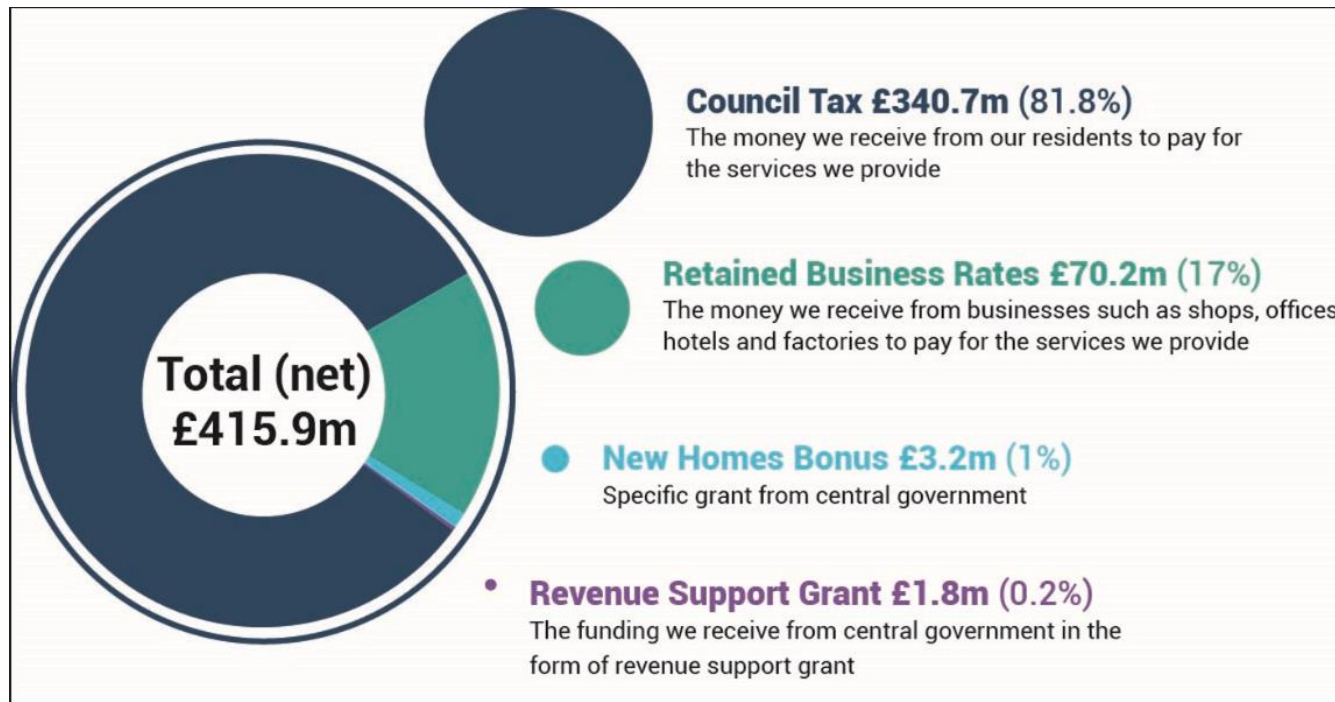 Council Tax £340.7m (81.8%)
The money we receive from our residents to pay for
the services we provide
Retained Business Rates £70.2m (17%)
The money we receive from businesses such as shops, offices
hotels and factories to pay for the services we provide
Total (net)
£415.9m
New Homes Bonus £3.2m (1%)
Specific grant from central government
Revenue Support Grant £1.8m (0.2%)
The funding we receive from central government in the
form of revenue support grant